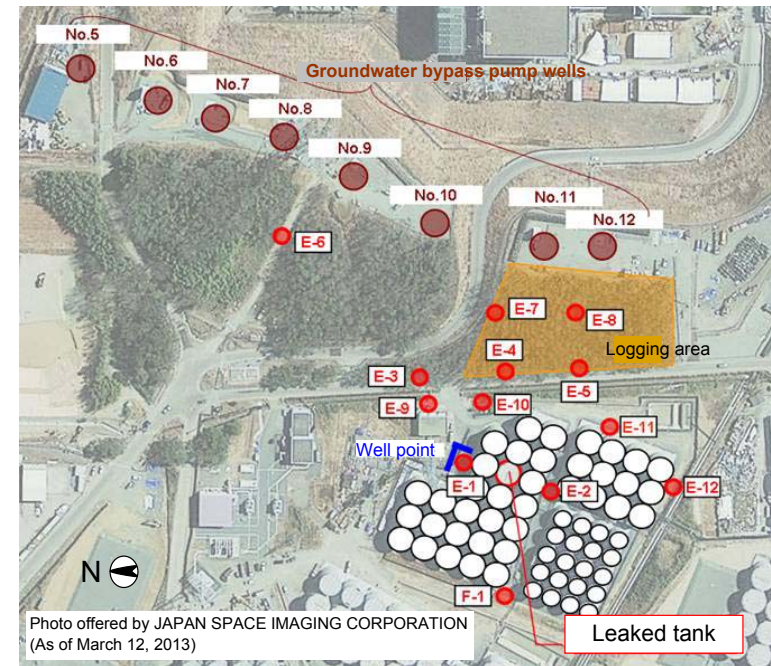 No.5
No.6
No.7
Groundwater bypass pump wells
No.8
No.9
No.10
No.11
No.12
E-6
E-7
E-8
Logging area
E-4
E-5
E-3
E-9
E-10
E-11
Well point
E-1
E-2
E-12
N
F-1
Photo offered by JAPAN SPACE IMAGING CORPORATION
(As of March 12, 2013)
Leaked tank